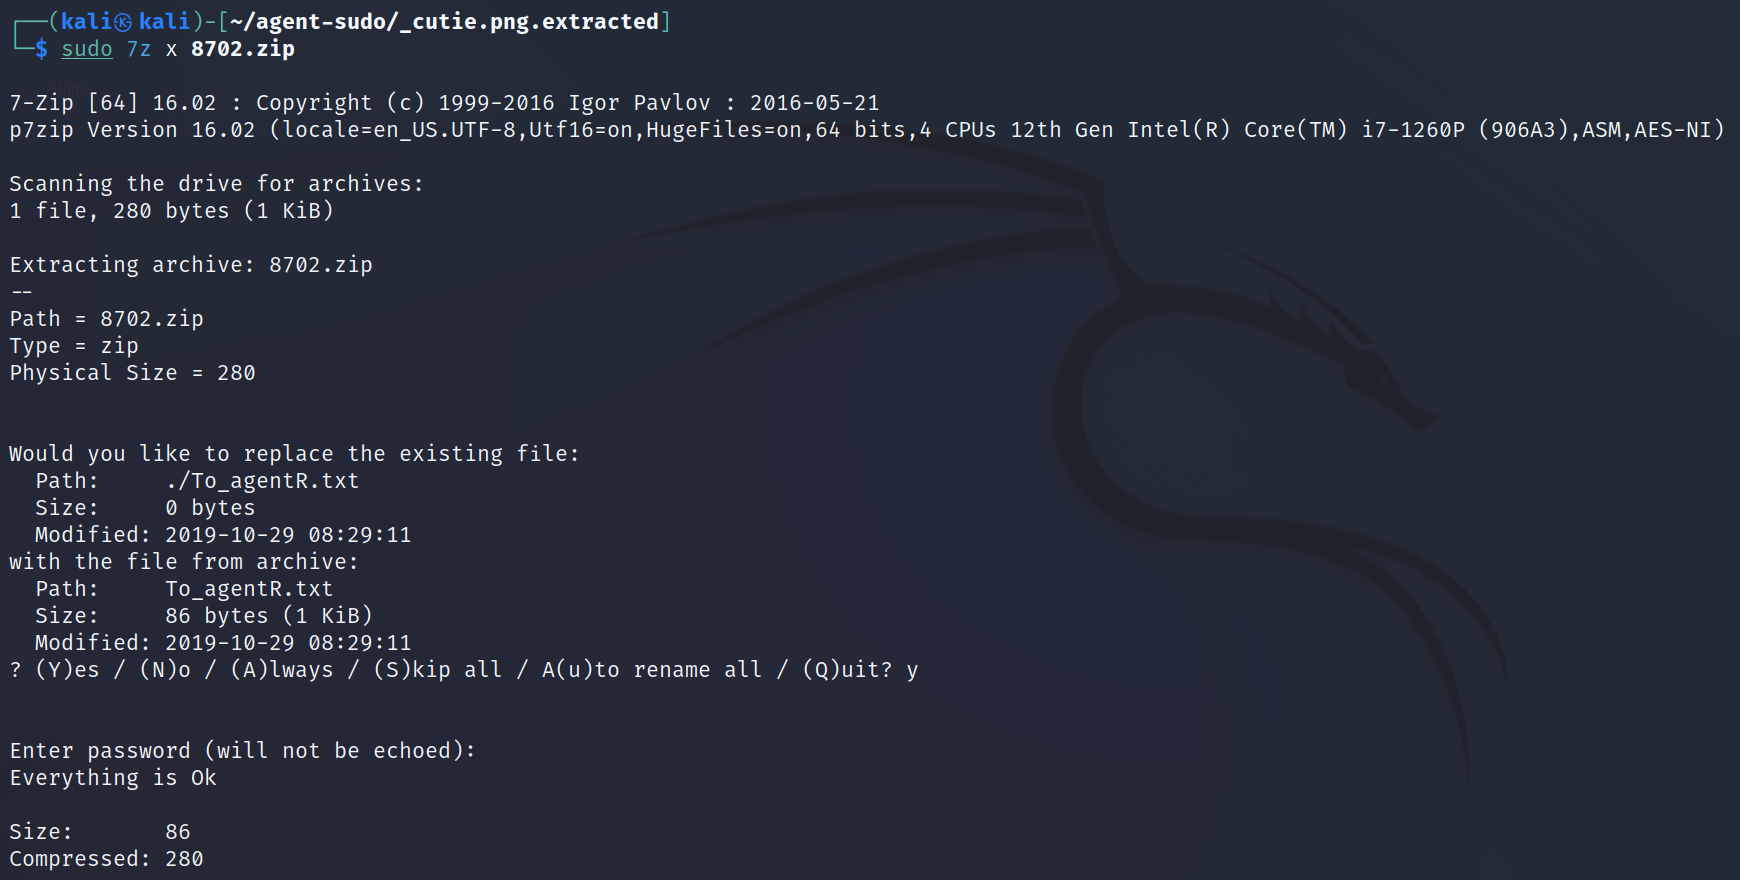 ┌──(kali㉿kali)-[~/agent-sudo/_cutie.png.extracted]
└─$ sudo 7z x 8702.zip
7-Zip [64] 16.02 : Copyright (c) 1999-2016 Igor Pavlov : 2016-05-21
p7zip Version 16.02 (locale=en_US.UTF-8,Utf16=on,HugeFiles=on,64 bits,4 CPUs 12th Gen Intel(R) Core(TM) i7-1260P (906A3),ASM,AES-NI)
Scanning the drive for archives:
1 file, 280 bytes (1 KiB)
Extracting archive: 8702.zip
--
Path = 8702.zip
Type = zip
Physical Size = 280
Would you like to replace the existing file:
  Path:     ./To_agentR.txt
  Size:     0 bytes
  Modified: 2019-10-29 08:29:11
with the file from archive:
  Path:     To_agentR.txt
  Size:     86 bytes (1 KiB)
  Modified: 2019-10-29 08:29:11
? (Y)es / (N)o / (A)lways / (S)kip all / A(u)to rename all / (Q)uit? y
Enter password (will not be echoed):
Everything is Ok
Size:       86
Compressed: 280